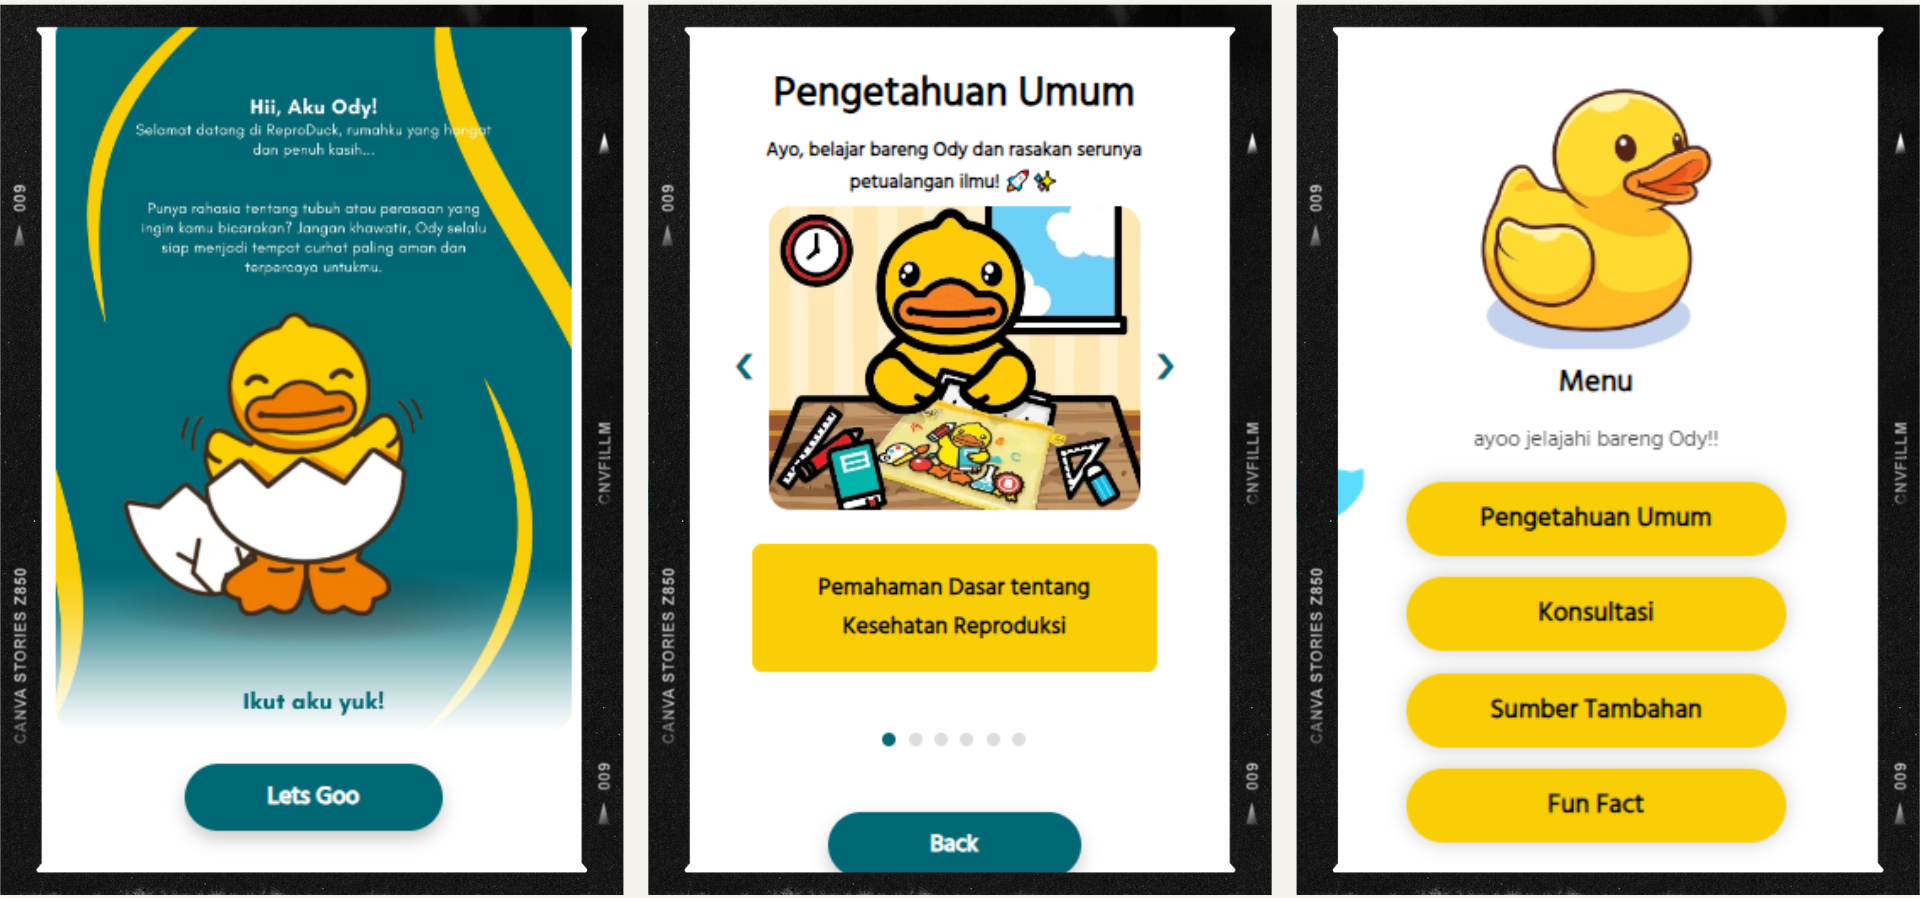 Hii, Aku Ody!
Selamat datang di ReproDuck, rumahku yang hangat
dan penuh kasih...
Punya rahasia tentang tubuh atau perasaan yang
ingin kamu bicarakan? Jangan khawatir, Ody selalu
siap menjadi tempat curhat paling aman dan
terpercaya untukmu.
Ikut aku yuk!
Lets Goo
009
CANVA STORIES Z850
CNVFILLM
009
Pengetahuan Umum
Ayo, belajar bareng Ody dan rasakan serunya
petualangan ilmu! 🚀✨
Pemahaman Dasar tentang
Kesehatan Reproduksi
Back
009
CANVA STORIES Z850
CNVFILLM
009
Menu
ayoo jelajahi bareng Ody!!
Pengetahuan Umum
Konsultasi
Sumber Tambahan
Fun Fact
009
CANVA STORIES Z850
CNVFILLM
009